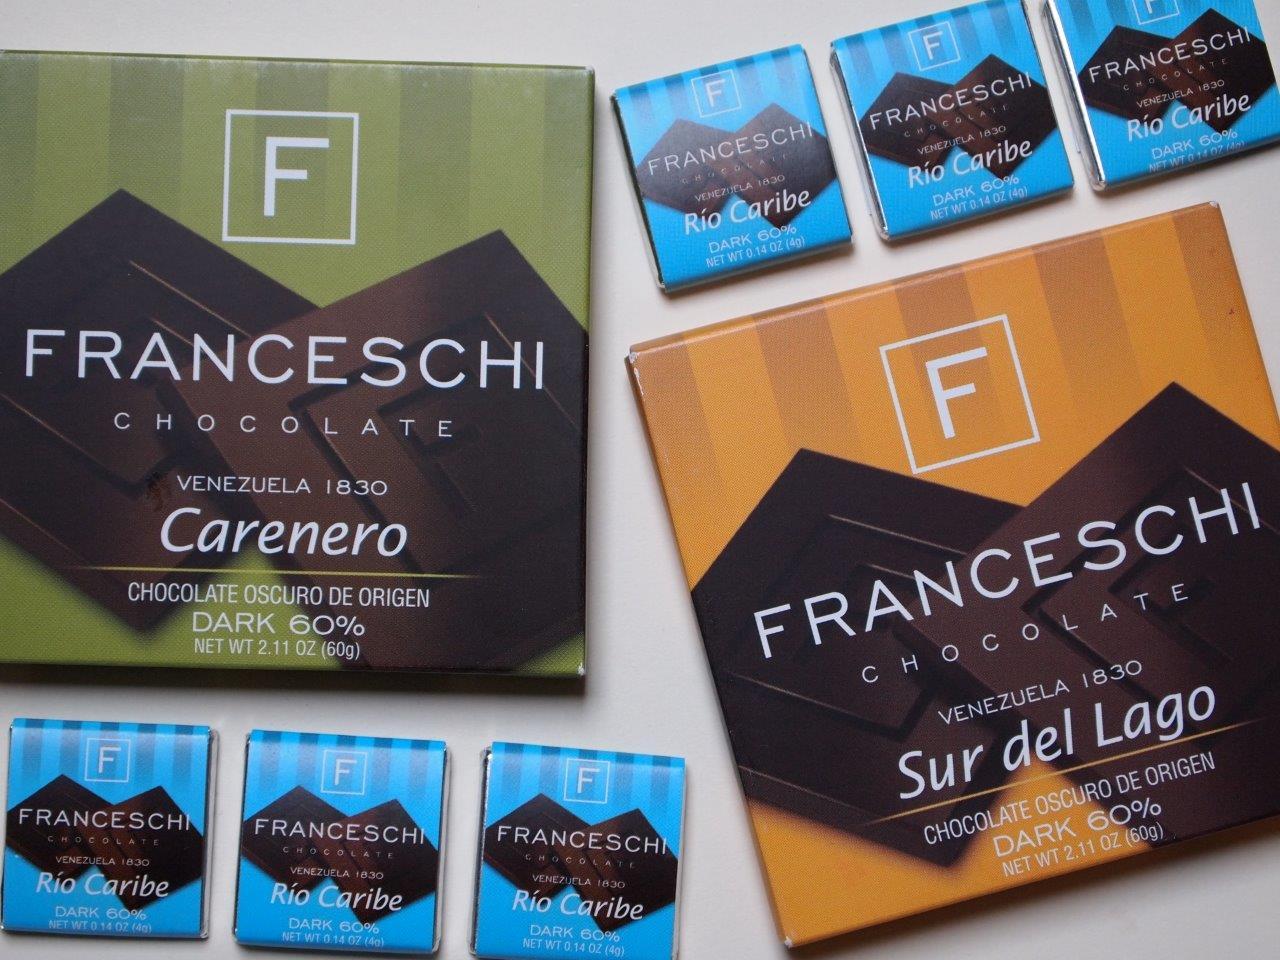 F
FRANCESCHI
CHOCOLATE
VENEZUELA 1830
Carenero
CHOCOLATE OSCURO DE ORIGEN
DARK 60%
NET WT 2.11 OZ (60g)
F
FRANCESCHI
CHOCOLATE
VENEZUELA 1830
Río Caribe
DARK 60%
NET WT 0.14 OZ (4g)
F
FRANCESCHI
CHOCOLATE
VENEZUELA 1830
Río Caribe
DARK 60%
NET WT 0.14 OZ (4g)
F
FRANCESCHI
CHOCOLATE
VENEZUELA 1830
Río Caribe
DARK 60%
NET WT 0.14 OZ (4g)
F
FRANCESCHI
CHOCOLATE
VENEZUELA 1830
Sur del Lago
CHOCOLATE OSCURO DE ORIGEN
DARK 60%
NET WT 2.11 OZ (60g)
F
FRANCESCHI
CHOCOLATE
VENEZUELA 1830
Río Caribe
DARK 60%
NET WT 0.14 OZ (4g)
F
FRANCESCHI
CHOCOLATE
VENEZUELA 1830
Río Caribe
DARK 60%
NET WT 0.14 OZ (4g)
F
FRANCESCHI
CHOCOLATE
VENEZUELA 1830
Río Caribe
DARK 60%
NET WT 0.14 OZ (4g)